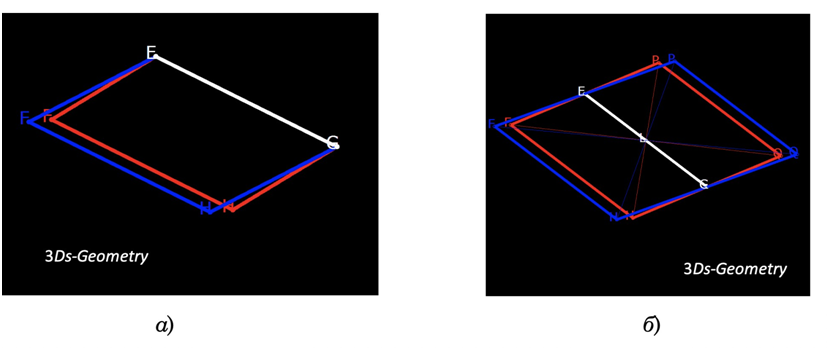 E
F F
G
H H
3Ds-Geometry
P P
E
F F
L
Q Q
G
H H
3Ds-Geometry
а) б)